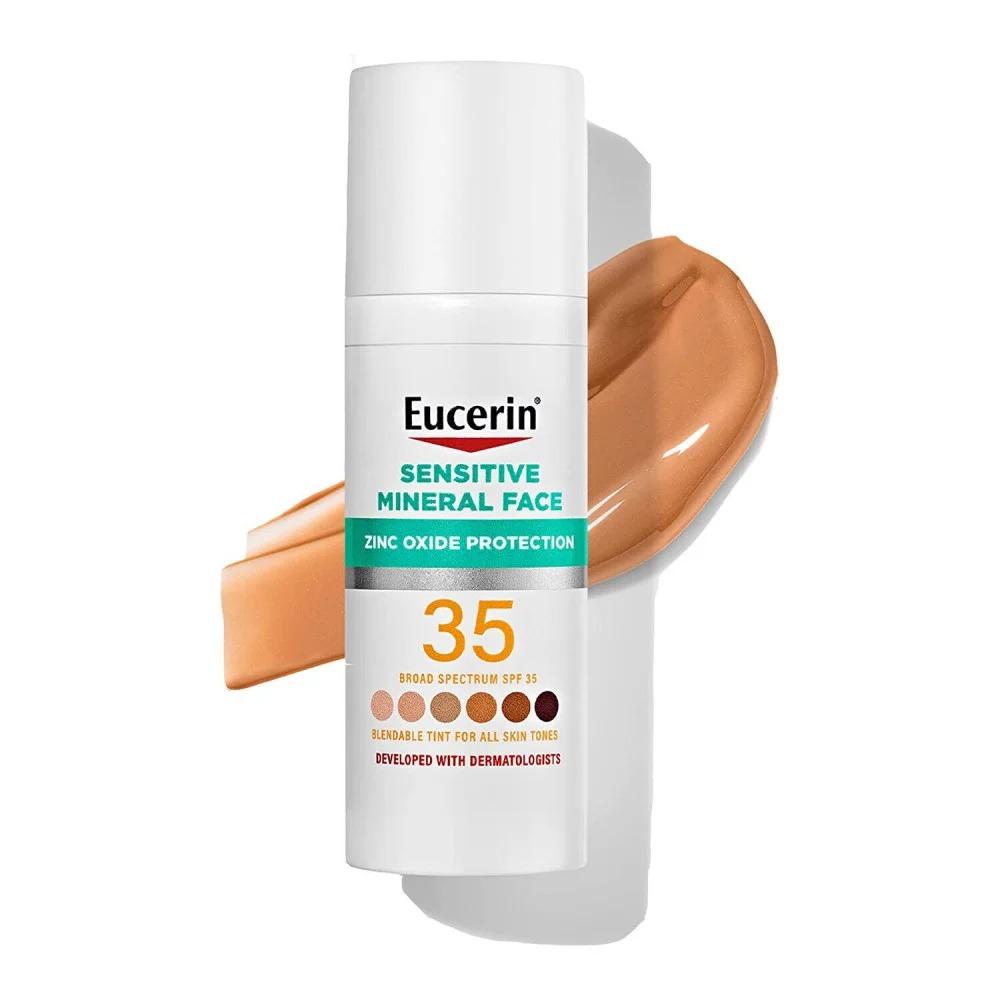 Eucerin®
SENSITIVE
MINERAL FACE
ZINC OXIDE PROTECTION
35
BROAD SPECTRUM SPF 35
BLENDABLE TINT FOR ALL SKIN TONES
DEVELOPED WITH DERMATOLOGISTS